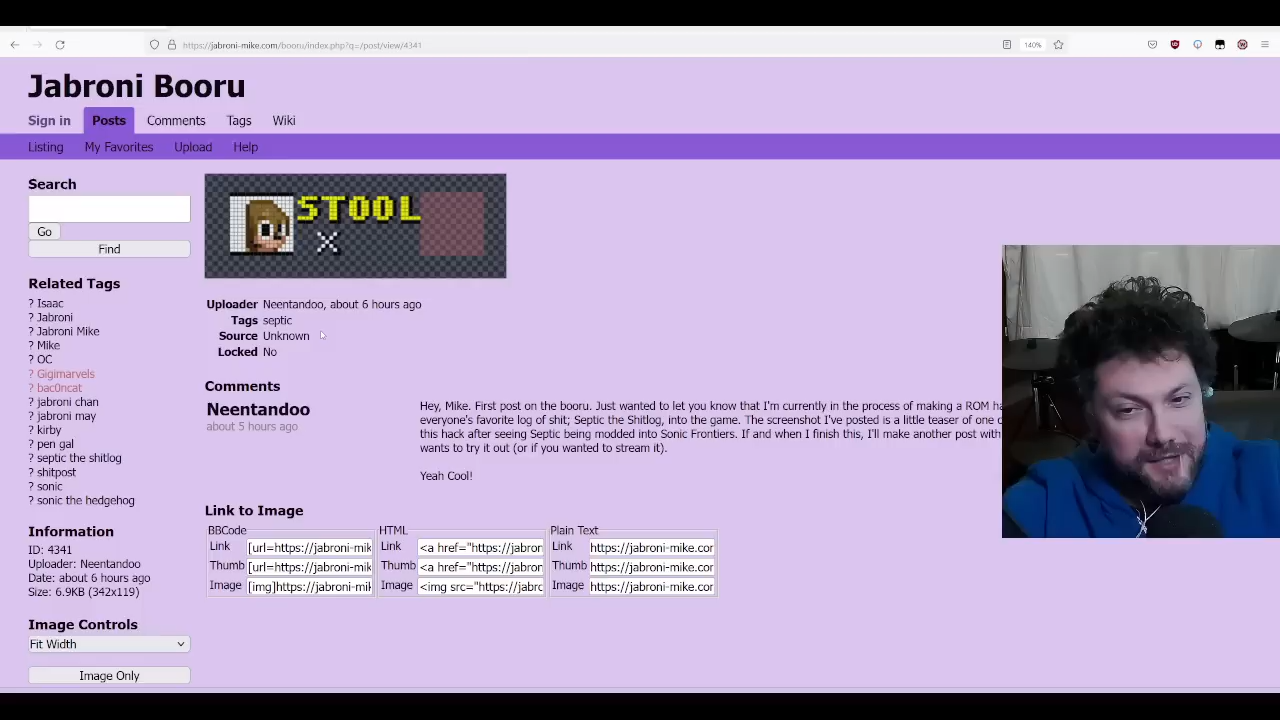 https://jabroni-mike.com/booru/index.php?q=/post/view/4341
140%
Jabroni Booru
Sign in Posts Comments Tags Wiki
Listing My Favorites Upload Help
Search
Go
Find
Related Tags
? Isaac
? Jabroni
? Jabroni Mike
? Mike
? OC
? Gigimarvels
? bac0ncat
? jabroni chan
? jabroni may
? kirby
? pen gal
? septic the shitlog
? shitpost
? sonic
? sonic the hedgehog
Information
ID: 4341
Uploader: Neentandoo
Date: about 6 hours ago
Size: 6.9KB (342x119)
Image Controls
Fit Width
Image Only
STOOL
X
Uploader Neentandoo, about 6 hours ago
Tags septic
Source Unknown
Locked No
Comments
Neentandoo
about 5 hours ago
Hey, Mike. First post on the booru. Just wanted to let you know that I'm currently in the process of making a ROM ha
everyone's favorite log of shit; Septic the Shitlog, into the game. The screenshot I've posted is a little teaser of one o
this hack after seeing Septic being modded into Sonic Frontiers. If and when I finish this, I'll make another post with
wants to try it out (or if you wanted to stream it).
Yeah Cool!
Link to Image
BBCode HTML Plain Text
Link [url=https://jabroni-mik Link <a href="https://jabron Link https://jabroni-mike.cor
Thumb [url=https://jabroni-mik Thumb <a href="https://jabron Thumb https://jabroni-mike.cor
Image [img]https://jabroni-mil Image <img src="https://jabrc Image https://jabroni-mike.cor